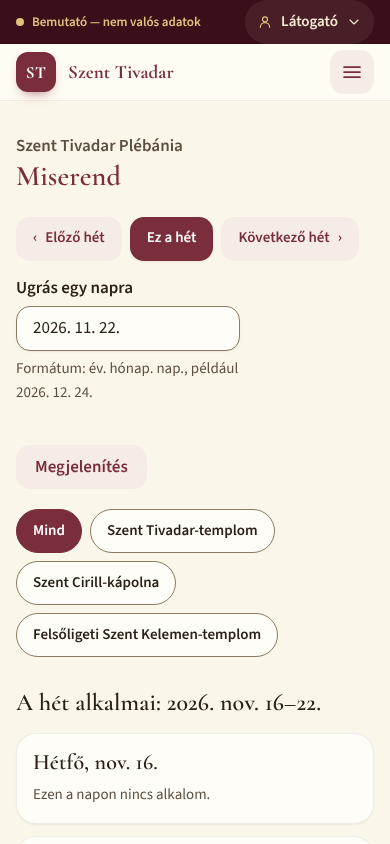 Bemutató — nem valós adatok
Látogató
ST
Szent Tivadar
Szent Tivadar Plébánia
Miserend
‹ Előző hét
Ez a hét
Következő hét ›
Ugrás egy napra
2026. 11. 22.
Formátum: év. hónap. nap., például
2026. 12. 24.
Megjelenítés
Mind
Szent Tivadar-templom
Szent Cirill-kápolna
Felsőligeti Szent Kelemen-templom
A hét alkalmai: 2026. nov. 16–22.
Hétfő, nov. 16.
Ezen a napon nincs alkalom.